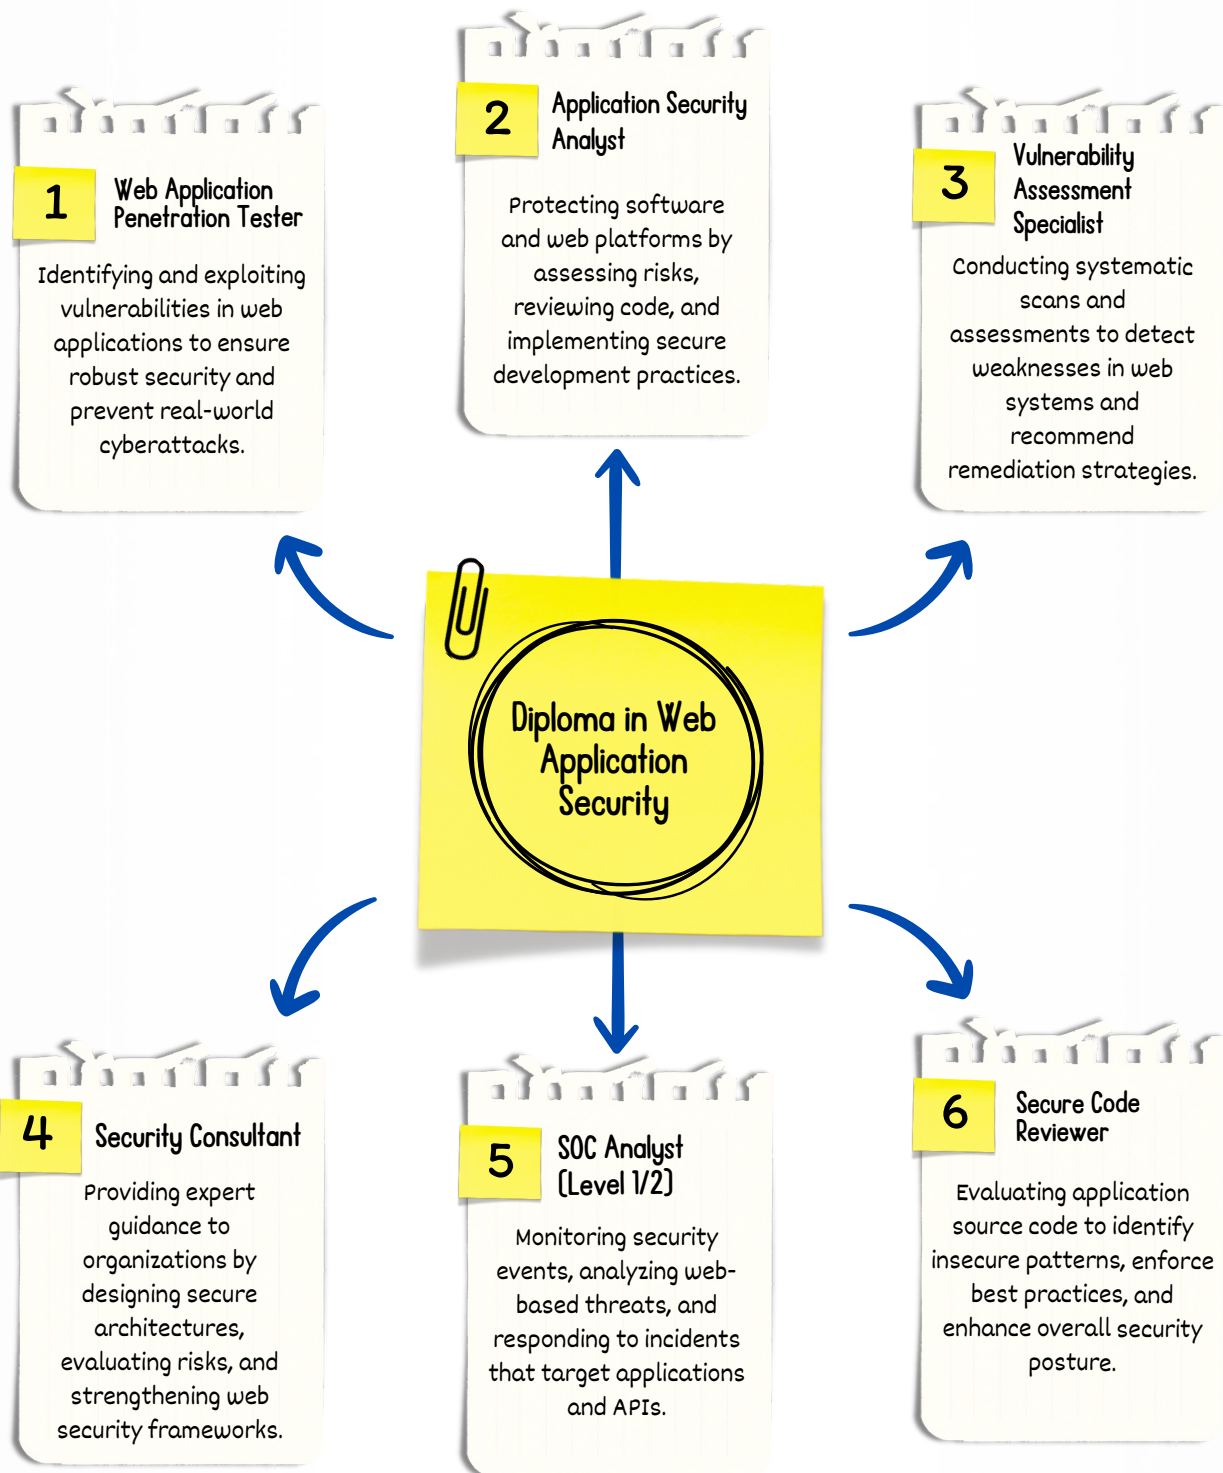 1
Web Application
Penetration Tester
Identifying and exploiting
vulnerabilities in web
applications to ensure
robust security and
prevent real-world
cyberattacks.
2
Application Security
Analyst
Protecting software
and web platforms by
assessing risks,
reviewing code, and
implementing secure
development practices.
3
Vulnerability
Assessment
Specialist
Conducting systematic
scans and
assessments to detect
weaknesses in web
systems and
recommend
remediation strategies.
Diploma in Web
Application
Security
4
Security Consultant
Providing expert
guidance to
organizations by
designing secure
architectures,
evaluating risks, and
strengthening web
security frameworks.
5
SOC Analyst
(Level 1/2)
Monitoring security
events, analyzing web-
based threats, and
responding to incidents
that target applications
and APIs.
6
Secure Code
Reviewer
Evaluating application
source code to identify
insecure patterns, enforce
best practices, and
enhance overall security
posture.